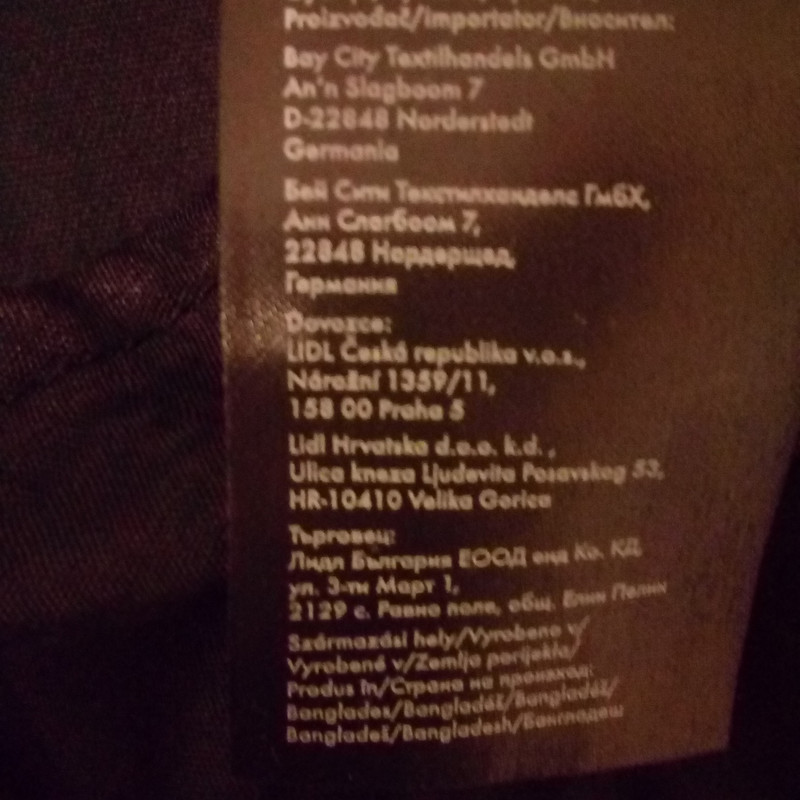 Proizvođač/Importator/Вносител:
Bay City Textilhandels GmbH
An'n Slagboom 7
D-22848 Norderstedt
Germania
Бей Сити Текстилханделс ГмбХ,
Анн Слагбоом 7,
22848 Нордерщед,
Германия
Dovozce:
LIDL Česká republika v.o.s.,
Nárožní 1359/11,
158 00 Praha 5
Lidl Hrvatska d.o.o. k.d. ,
Ulica kneza Ljudevita Posavskog 53,
HR-10410 Velika Gorica
Търговец:
Лидл България ЕООД енд Ко. КД
ул. 3-ти Март 1,
2129 с. Равно поле, общ. Елин Пелин
Származási hely/Vyrobeno v/
Vyrobené v/Zemlja porijekla/
Produs în/Страна на произход:
Banglades/Bangladéš/Bangladéš/
Bangladeš/Bangladesh/Бангладеш